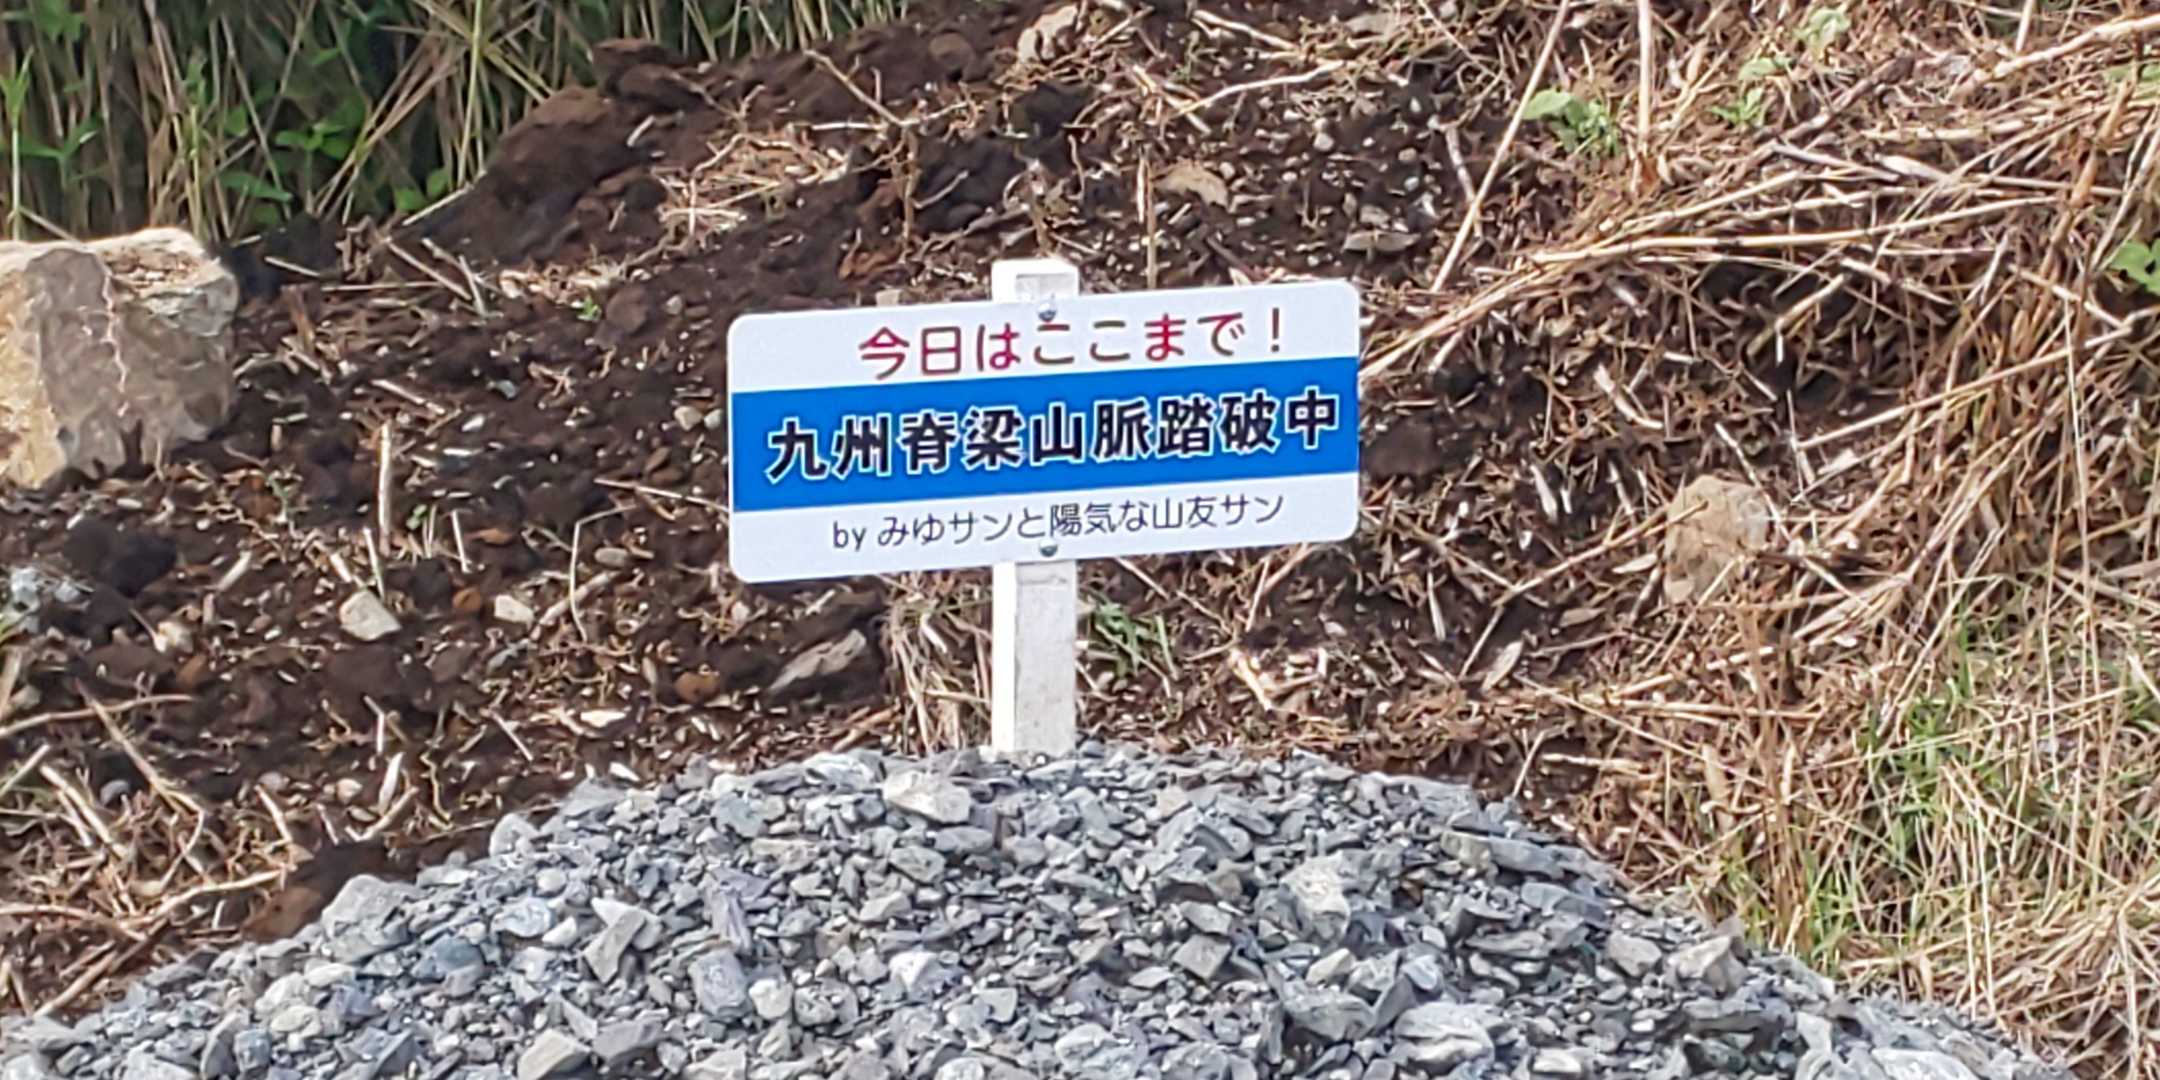 今日はここまで！
九州脊梁山脈踏破中
by みゆサンと陽気な山友サン